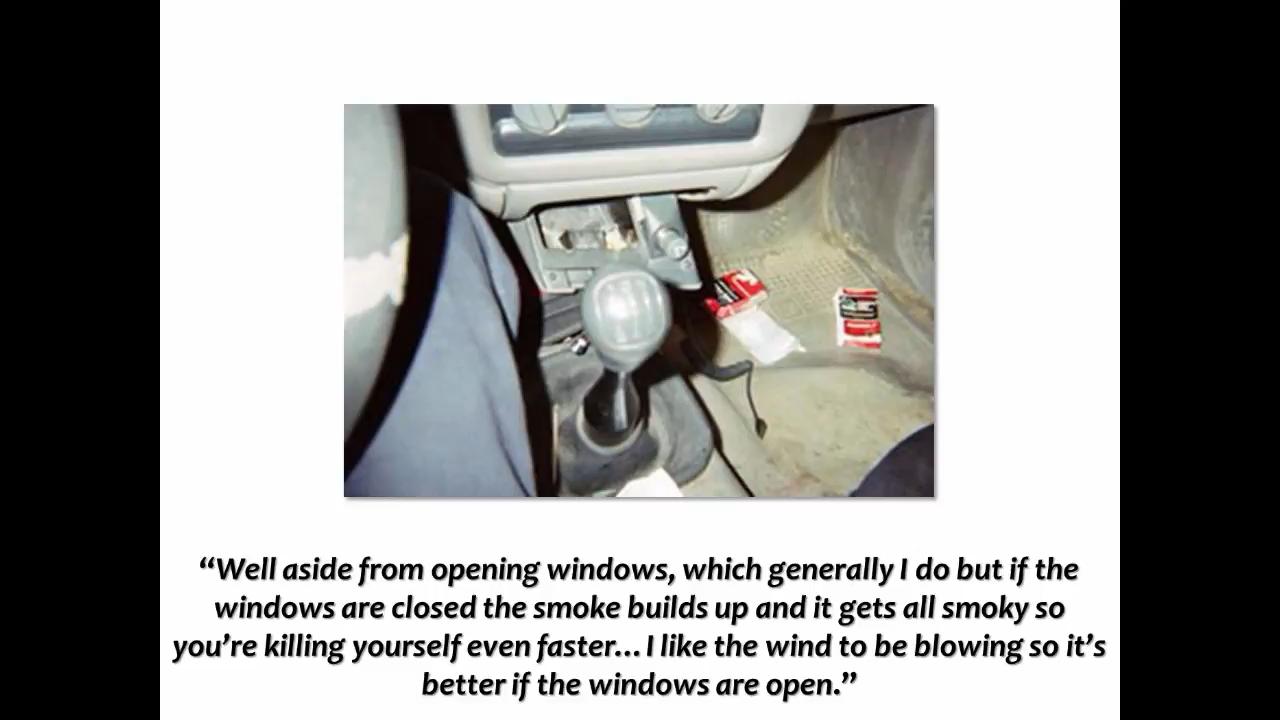 “Well aside from opening windows, which generally I do but if the
windows are closed the smoke builds up and it gets all smoky so
you’re killing yourself even faster…I like the wind to be blowing so it’s
better if the windows are open.”